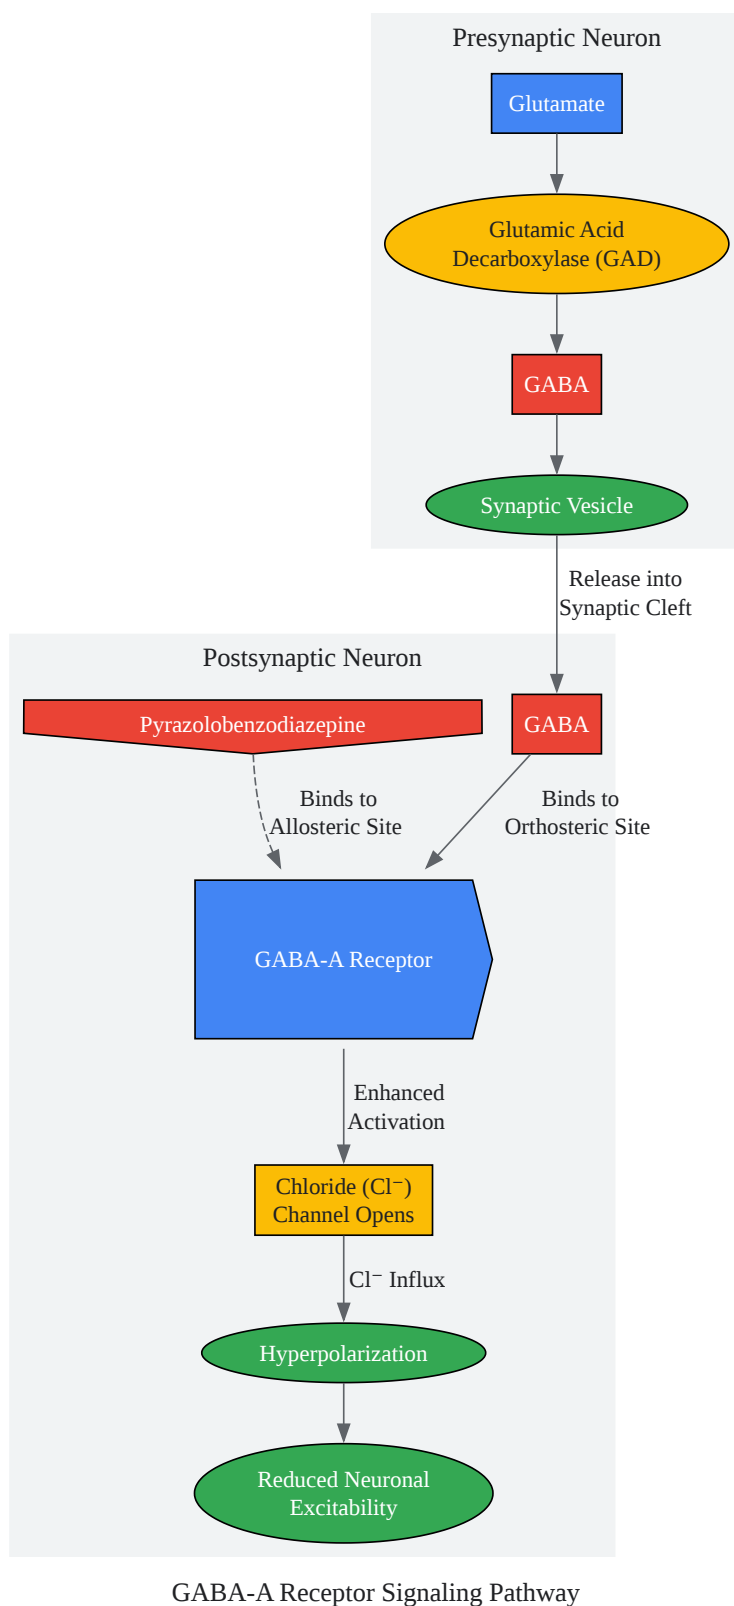 Presynaptic Neuron
Glutamate
Glutamic Acid
Decarboxylase (GAD)
GABA
Synaptic Vesicle
Release into
Synaptic Cleft
Postsynaptic Neuron
Pyrazolobenzodiazepine
GABA
Binds to
Allosteric Site
Binds to
Orthosteric Site
GABA-A Receptor
Enhanced
Activation
Chloride (Cl⁻)
Channel Opens
Cl⁻ Influx
Hyperpolarization
Reduced Neuronal
Excitability
GABA-A Receptor Signaling Pathway